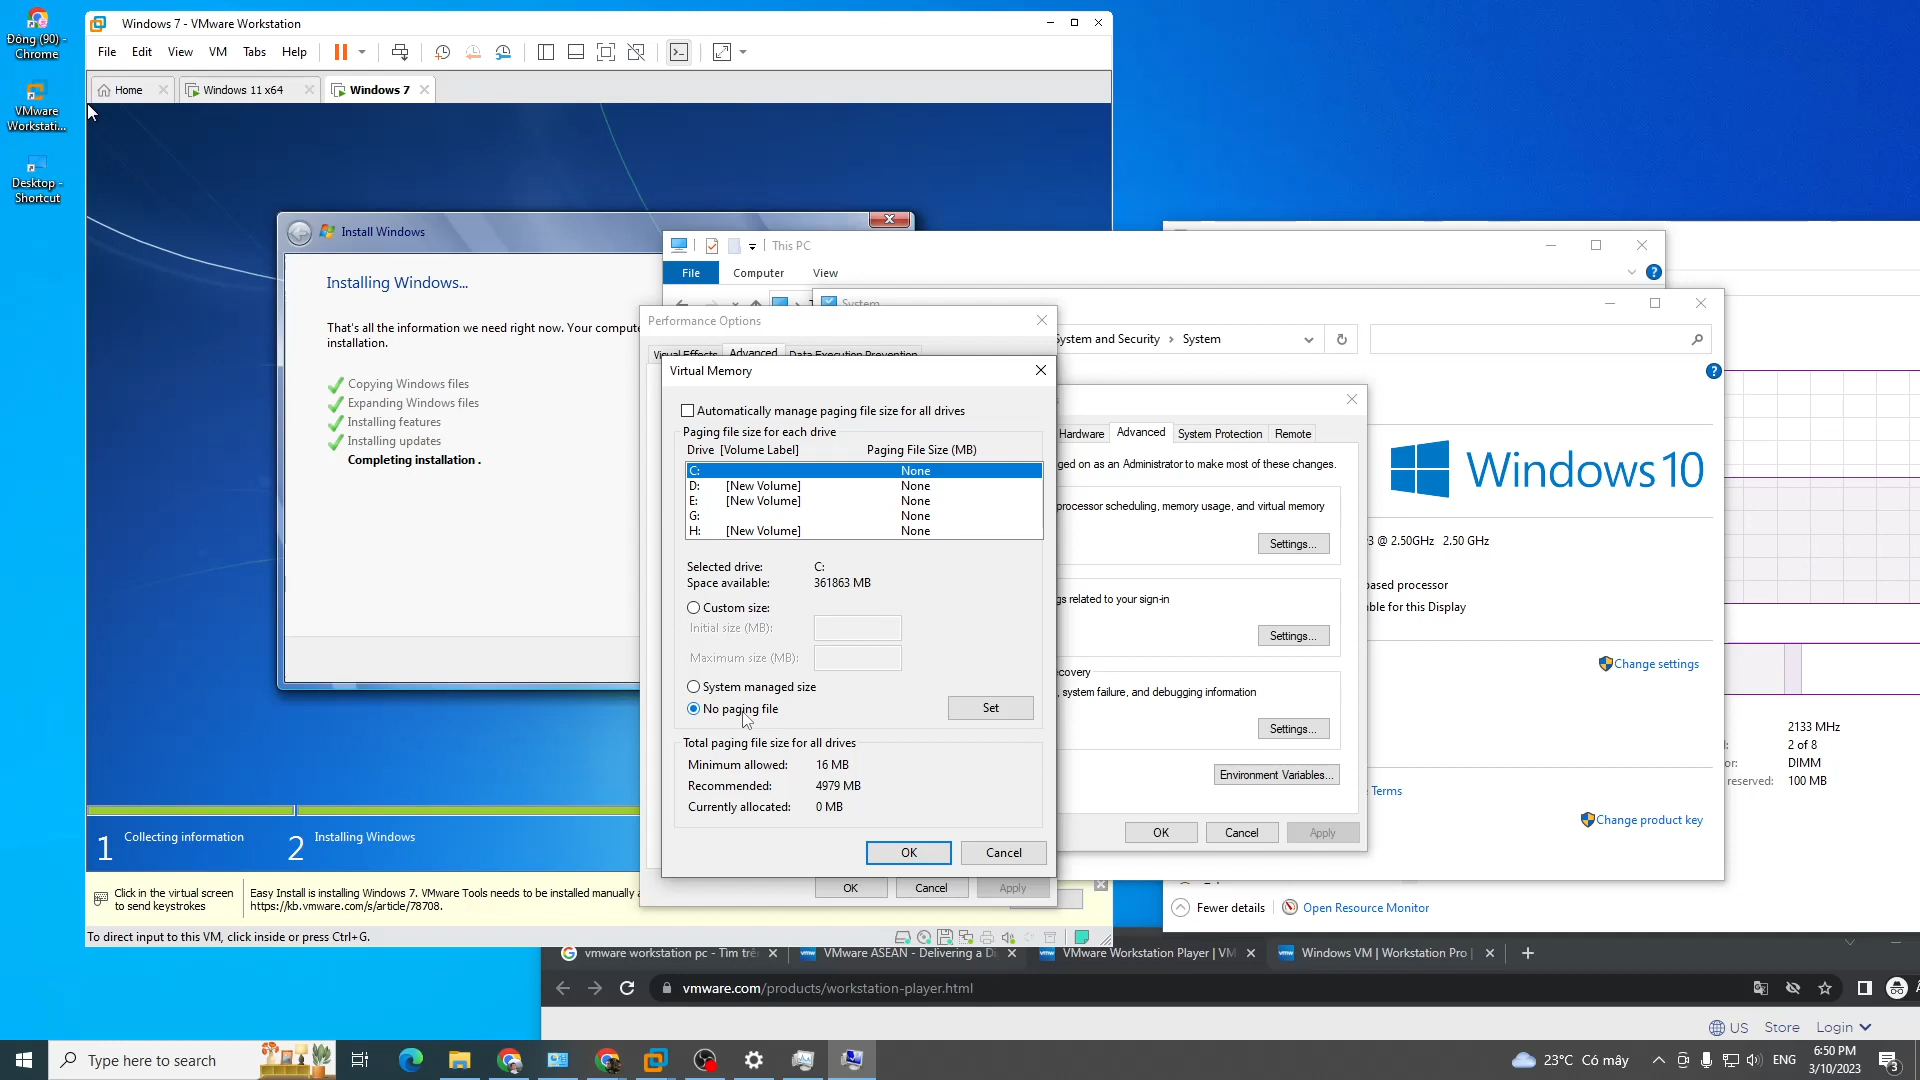 Đông (90) -
Chrome
VMware
Workstati...
Desktop -
Shortcut
Windows 7 - VMware Workstation
File Edit View VM Tabs Help
Home
Windows 11 x64
Windows 7
Install Windows
Installing Windows...
That's all the information we need right now. Your compute
installation.
Copying Windows files
Expanding Windows files
Installing features
Installing updates
Completing installation .
1 Collecting information
2 Installing Windows
Click in the virtual screen
to send keystrokes
Easy Install is installing Windows 7. VMware Tools needs to be installed manually a
https://kb.vmware.com/s/article/78708.
To direct input to this VM, click inside or press Ctrl+G.
This PC
File Computer View
System
System and Security > System
Windows 10
3 @ 2.50GHz 2.50 GHz
based processor
ble for this Display
Change settings
Terms
Change product key
Performance Options
Visual Effects Advanced Data Execution Prevention
OK Cancel Apply
Virtual Memory
Automatically manage paging file size for all drives
Paging file size for each drive
Drive [Volume Label] Paging File Size (MB)
C: None
D: [New Volume] None
E: [New Volume] None
G: None
H: [New Volume] None
Selected drive: C:
Space available: 361863 MB
Custom size:
Initial size (MB):
Maximum size (MB):
System managed size
No paging file
Set
Total paging file size for all drives
Minimum allowed: 16 MB
Recommended: 4979 MB
Currently allocated: 0 MB
OK Cancel
Hardware Advanced System Protection Remote
ged on as an Administrator to make most of these changes.
processor scheduling, memory usage, and virtual memory
Settings...
gs related to your sign-in
Settings...
covery
, system failure, and debugging information
Settings...
Environment Variables...
OK Cancel Apply
2133 MHz
2 of 8
or: DIMM
reserved: 100 MB
Fewer details
Open Resource Monitor
vmware workstation pc - Tìm trê
VMware ASEAN - Delivering a Di
VMware Workstation Player | VM
Windows VM | Workstation Pro |
vmware.com/products/workstation-player.html
US Store Login
Type here to search
23°C Có mây
ENG
6:50 PM
3/10/2023
3